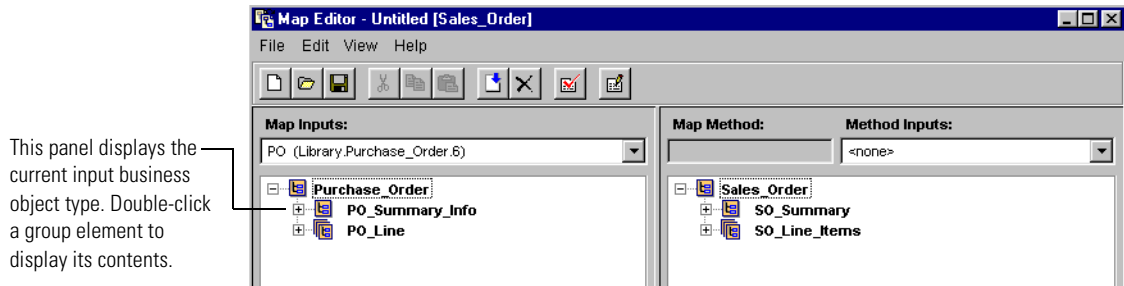 Map Editor - Untitled [Sales_Order]
File Edit View Help
Map Inputs:
Map Method:
Method Inputs:
PO (Library.Purchase_Order.6)
<none>
This panel displays the
current input business
object type. Double-click
a group element to
display its contents.
Purchase_Order
PO_Summary_Info
PO_Line
Sales_Order
SO_Summary
SO_Line_Items